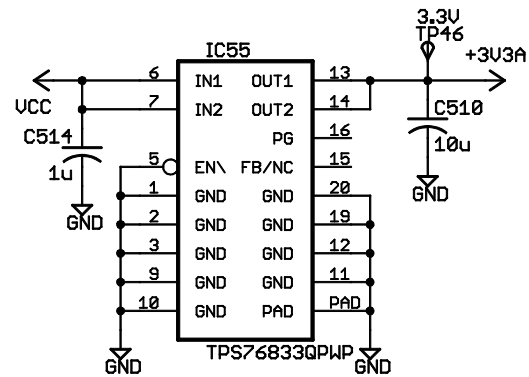 3.3V
TP46
IC55
+3V3A
6 IN1 OUT1 13
VCC
7 IN2 OUT2 14
C514
1u
PG 16
C510
10u
5 EN\ FB/NC 15
1 GND GND 20
GND
GND
2 GND GND 19
3 GND GND 12
9 GND GND 11
10 GND PAD PAD
TPS76833QPWP
GND
GND